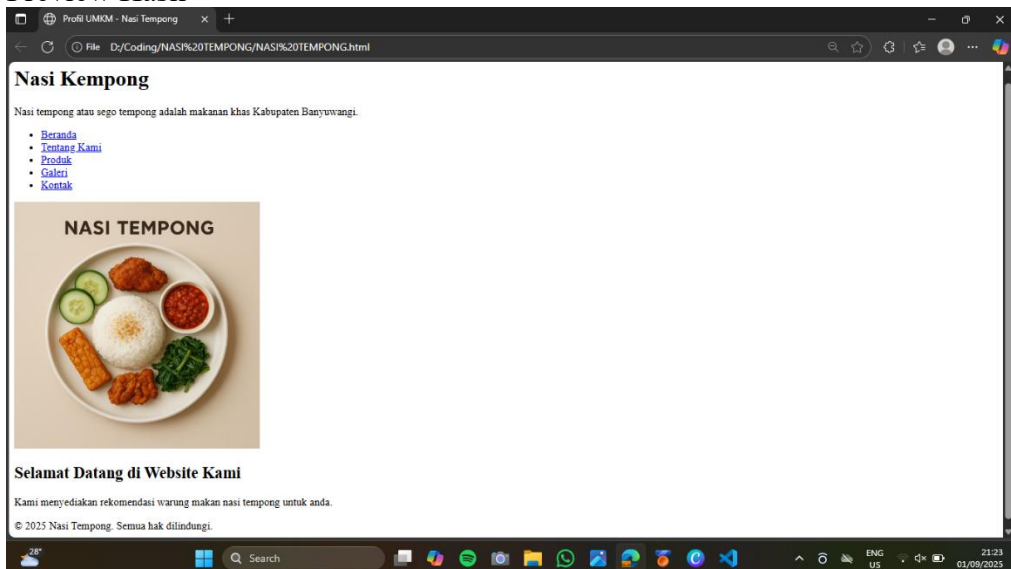 Profil UMKM - Nasi Tempong
File D:/Coding/NASI%20TEMPONG/NASI%20TEMPONG.html
Nasi Kempong
Nasi tempong atau sego tempong adalah makanan khas Kabupaten Banyuwangi.
• Beranda
• Tentang Kami
• Produk
• Galeri
• Kontak
NASI TEMPONG
Selamat Datang di Website Kami
Kami menyediakan rekomendasi warung makan nasi tempong untuk anda.
© 2025 Nasi Tempong. Semua hak dilindungi.
28°
Search
ENG
US
21:23
01/09/2025